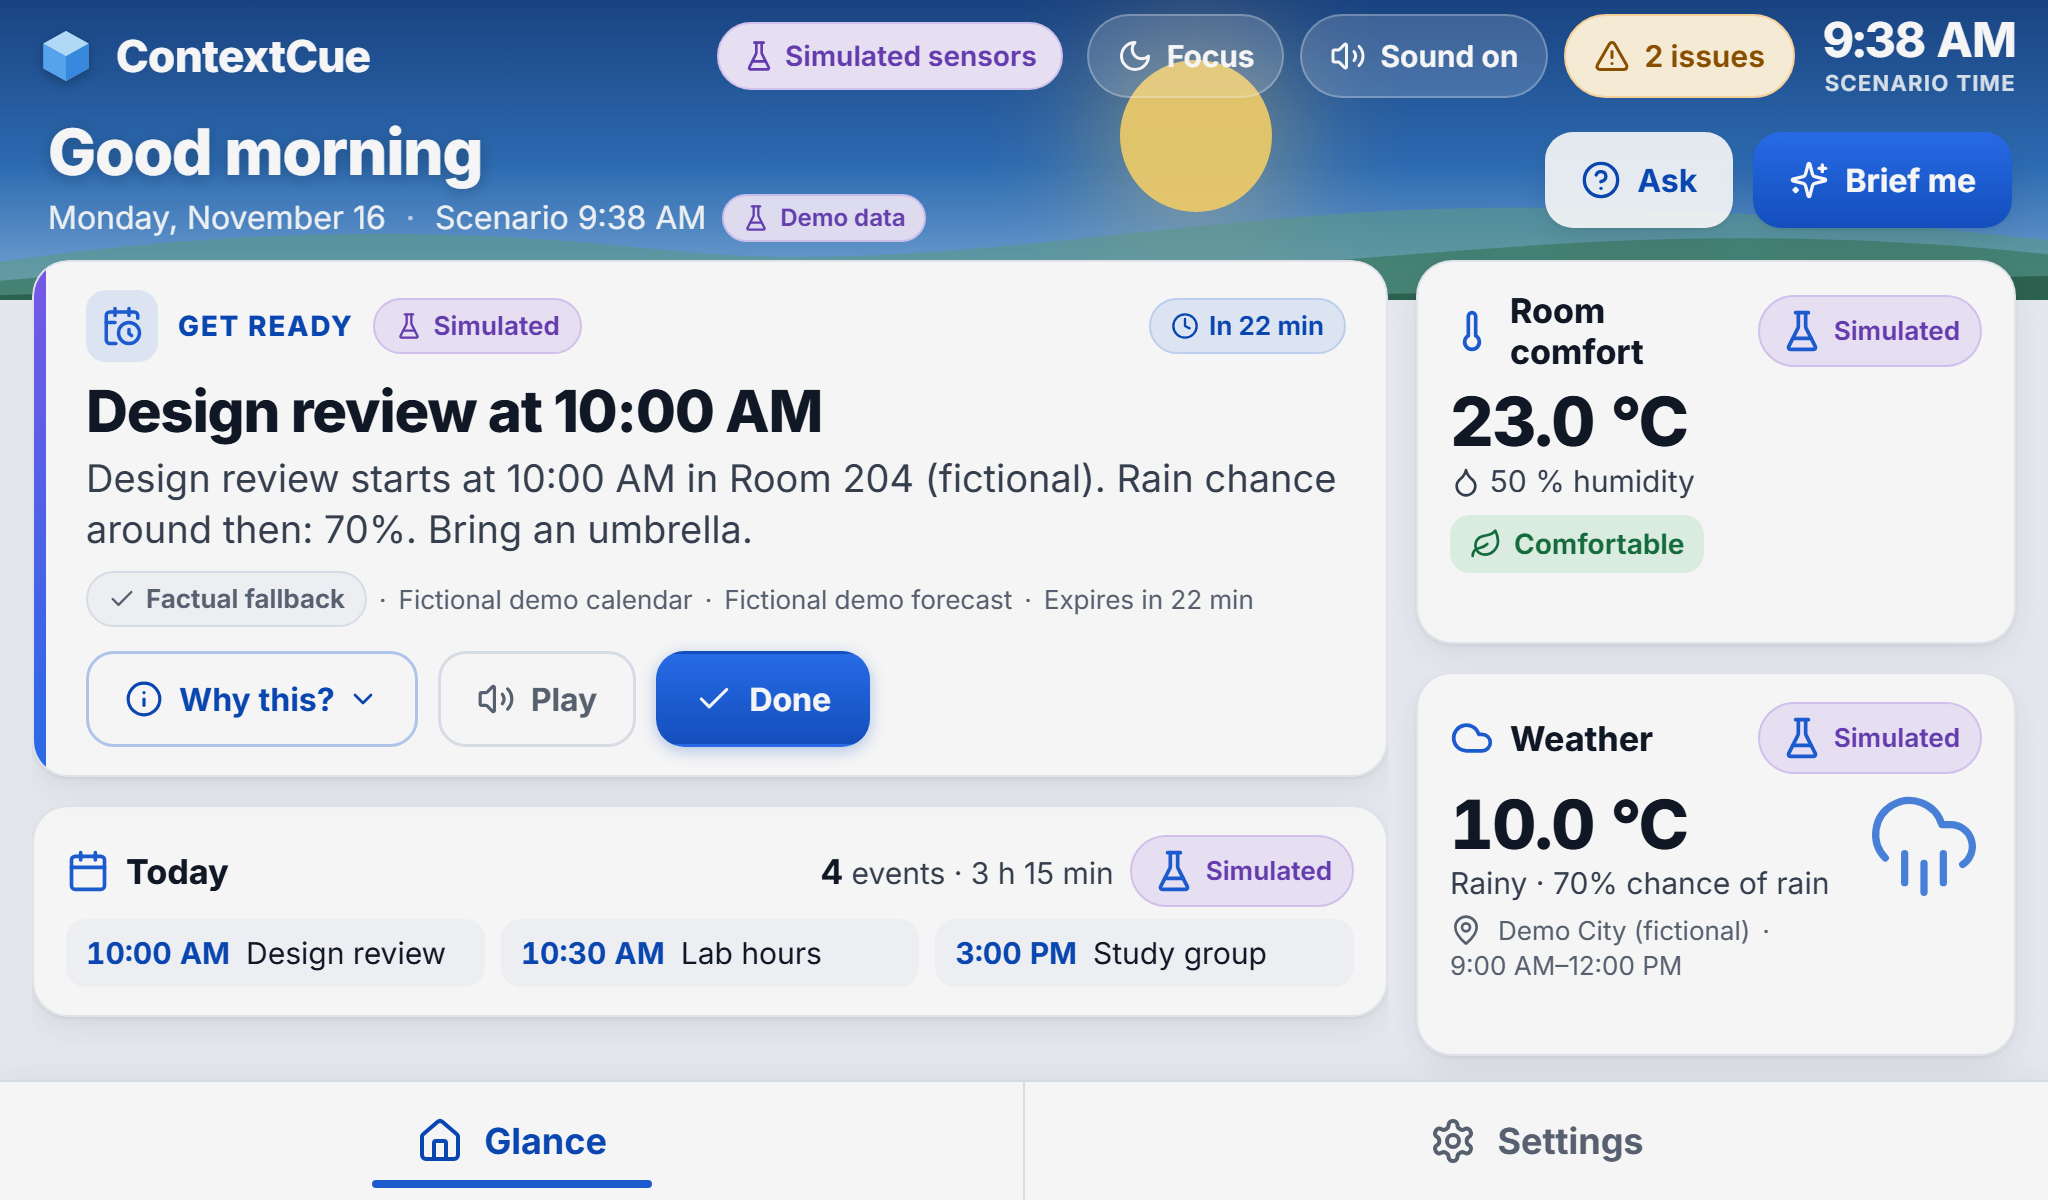 ContextCue
Simulated sensors
Focus
Sound on
2 issues
9:38 AM
SCENARIO TIME
Good morning
Monday, November 16 · Scenario 9:38 AM
Demo data
Ask
Brief me
GET READY
Simulated
In 22 min
Design review at 10:00 AM
Design review starts at 10:00 AM in Room 204 (fictional). Rain chance
around then: 70%. Bring an umbrella.
Factual fallback · Fictional demo calendar · Fictional demo forecast · Expires in 22 min
Why this?
Play
Done
Today
4 events · 3 h 15 min
Simulated
10:00 AM Design review
10:30 AM Lab hours
3:00 PM Study group
Room
comfort
Simulated
23.0 °C
50 % humidity
Comfortable
Weather
Simulated
10.0 °C
Rainy · 70% chance of rain
Demo City (fictional) ·
9:00 AM–12:00 PM
Glance
Settings